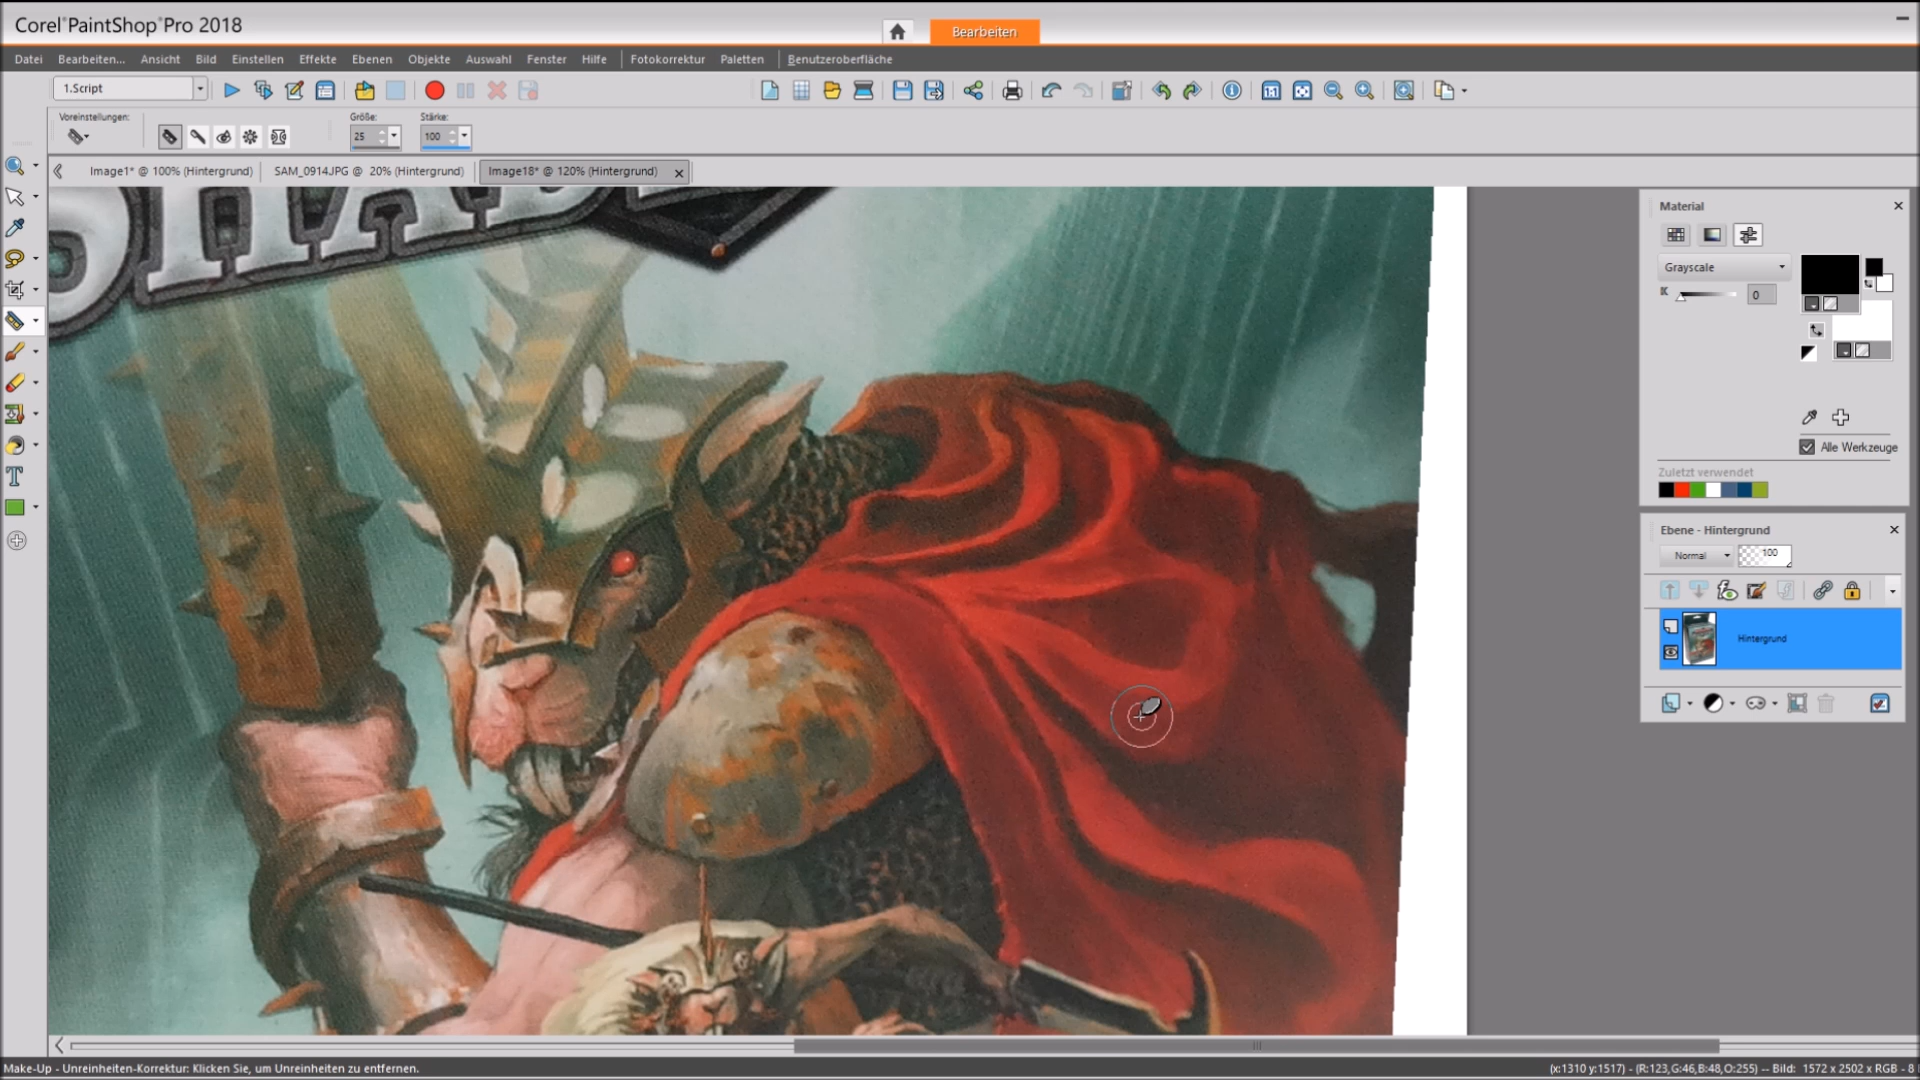 Corel PaintShop Pro 2018
Bearbeiten
Datei Bearbeiten... Ansicht Bild Einstellen Effekte Ebenen Objekte Auswahl Fenster Hilfe Fotokorrektur Paletten Benutzeroberfläche
1.Script
Voreinstellungen: Größe: Stärke:
25 100
Image1* @ 100% (Hintergrund) SAM_0914.JPG @ 20% (Hintergrund) Image18* @ 120% (Hintergrund)
Material
Grayscale
K 0
Alle Werkzeuge
Zuletzt verwendet
Ebene - Hintergrund
Normal 100
Hintergrund
Make-Up - Unreinheiten-Korrektur: Klicken Sie, um Unreinheiten zu entfernen. (x:1310 y:1517) - (R:123,G:46,B:48,O:255) -- Bild: 1572 x 2502 x RGB - 8